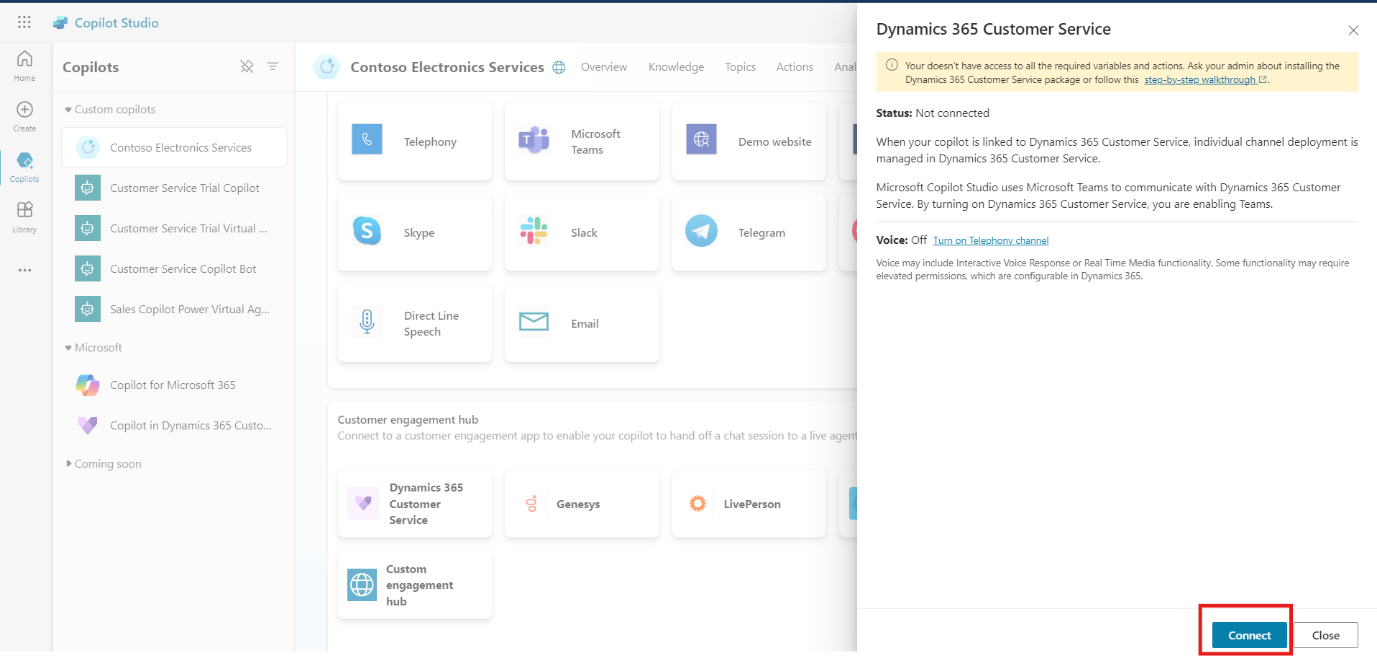 Copilot Studio
Home
Create
Copilots
Library
Copilots
Custom copilots
Contoso Electronics Services
Customer Service Trial Copilot
Customer Service Trial Virtual ...
Customer Service Copilot Bot
Sales Copilot Power Virtual Ag...
Microsoft
Copilot for Microsoft 365
Copilot in Dynamics 365 Custo...
Coming soon
Contoso Electronics Services
Overview
Knowledge
Topics
Actions
Anal
Telephony
Microsoft
Teams
Demo website
Skype
Slack
Telegram
Direct Line
Speech
Email
Customer engagement hub
Connect to a customer engagement app to enable your copilot to hand off a chat session to a live agent
Dynamics 365
Customer
Service
Genesys
LivePerson
Custom
engagement
hub
Dynamics 365 Customer Service
Your doesn't have access to all the required variables and actions. Ask your admin about installing the
Dynamics 365 Customer Service package or follow this step-by-step walkthrough.
Status: Not connected
When your copilot is linked to Dynamics 365 Customer Service, individual channel deployment is
managed in Dynamics 365 Customer Service.
Microsoft Copilot Studio uses Microsoft Teams to communicate with Dynamics 365 Customer
Service. By turning on Dynamics 365 Customer Service, you are enabling Teams.
Voice: Off Turn on Telephony channel
Voice may include Interactive Voice Response or Real Time Media functionality. Some functionality may require
elevated permissions, which are configurable in Dynamics 365.
Connect
Close